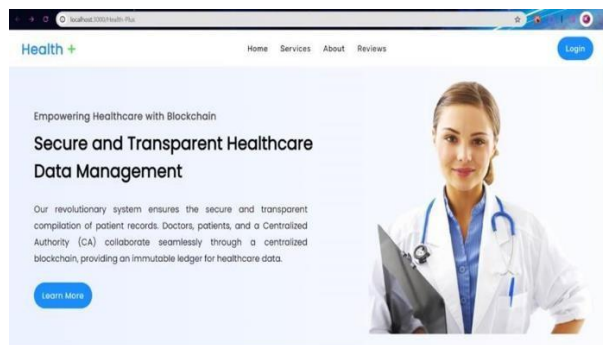 localhost:3000/Health-Plus
Health +
Home Services About Reviews
Login
Empowering Healthcare with Blockchain
Secure and Transparent Healthcare
Data Management
Our revolutionary system ensures the secure and transparent
compilation of patient records. Doctors, patients, and a Centralized
Authority (CA) collaborate seamlessly through a centralized
blockchain, providing an immutable ledger for healthcare data.
Learn More